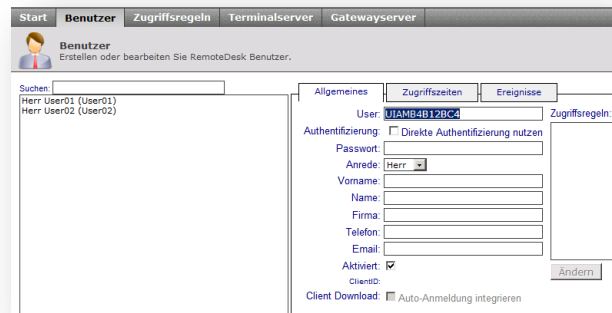 Start Benutzer Zugriffsregeln Terminalserver Gatewayserver
Benutzer
Erstellen oder bearbeiten Sie RemoteDesk Benutzer.
Suchen:
Herr User01 (User01)
Herr User02 (User02)
Allgemeines Zugriffszeiten Ereignisse
User: UIAMB4B12BC4 Zugriffsregeln:
Authentifizierung: Direkte Authentifizierung nutzen
Passwort:
Anrede: Herr
Vorname:
Name:
Firma:
Telefon:
Email:
Aktiviert:
Ändern
ClientID:
Client Download: Auto-Anmeldung integrieren